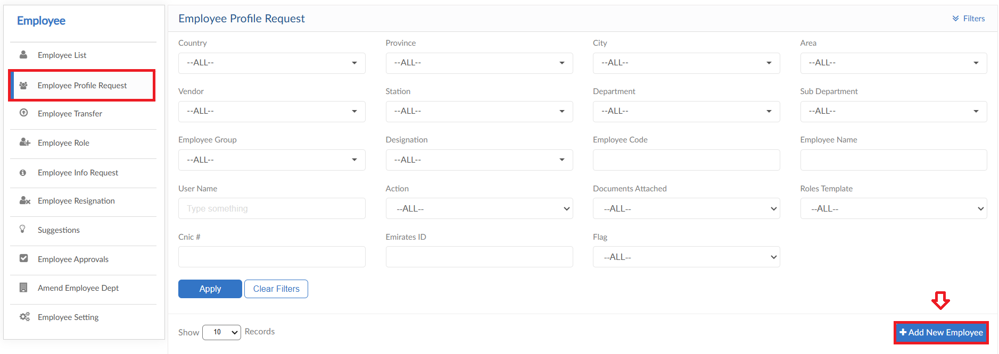 Employee
Employee List
Employee Profile Request
Employee Transfer
Employee Role
Employee Info Request
Employee Resignation
Suggestions
Employee Approvals
Amend Employee Dept
Employee Setting
Employee Profile Request
Filters
Country Province City Area
--ALL-- --ALL-- --ALL-- --ALL--
Vendor Station Department Sub Department
--ALL-- --ALL-- --ALL-- --ALL--
Employee Group Designation Employee Code Employee Name
--ALL-- --ALL--
User Name Action Documents Attached Roles Template
Type something --ALL-- --ALL-- --ALL--
Cnic # Emirates ID Flag
--ALL--
Apply Clear Filters
Show 10 Records
+ Add New Employee